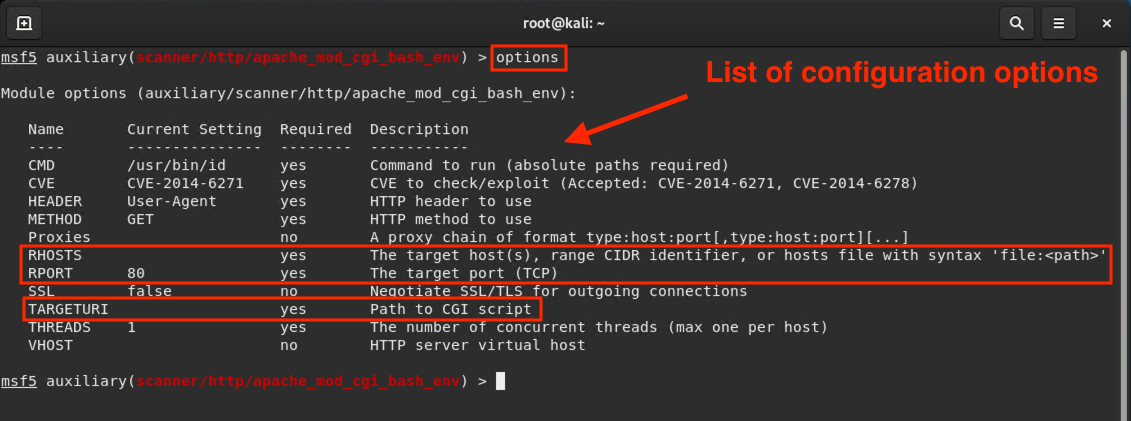 root@kali: ~
msf5 auxiliary(scanner/http/apache_mod_cgi_bash_env) > options
List of configuration options
Module options (auxiliary/scanner/http/apache_mod_cgi_bash_env):
Name Current Setting Required Description
---- --------------- -------- -----------
CMD /usr/bin/id yes Command to run (absolute paths required)
CVE CVE-2014-6271 yes CVE to check/exploit (Accepted: CVE-2014-6271, CVE-2014-6278)
HEADER User-Agent yes HTTP header to use
METHOD GET yes HTTP method to use
Proxies no A proxy chain of format type:host:port[,type:host:port][...]
RHOSTS yes The target host(s), range CIDR identifier, or hosts file with syntax 'file:<path>'
RPORT 80 yes The target port (TCP)
SSL false no Negotiate SSL/TLS for outgoing connections
TARGETURI yes Path to CGI script
THREADS 1 yes The number of concurrent threads (max one per host)
VHOST no HTTP server virtual host
msf5 auxiliary(scanner/http/apache_mod_cgi_bash_env) >